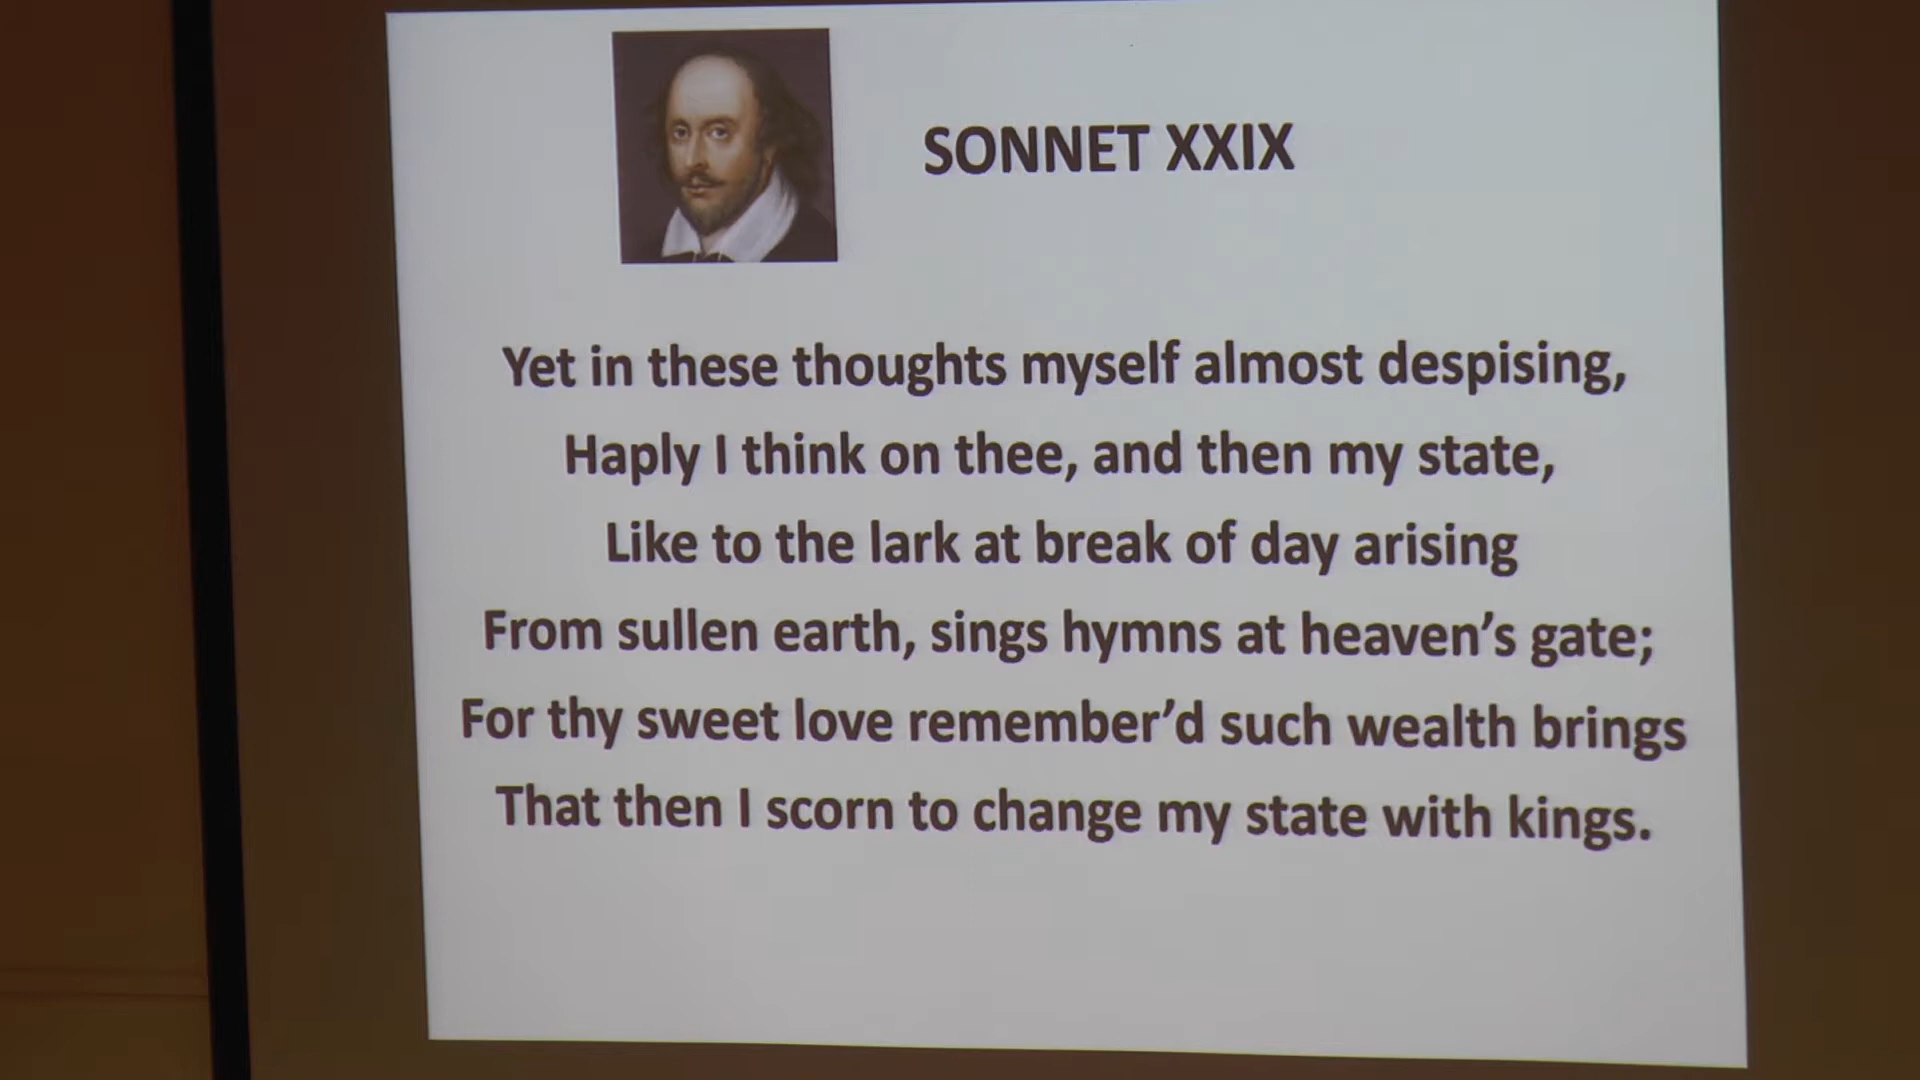 SONNET XXIX
Yet in these thoughts myself almost despising,
Haply I think on thee, and then my state,
Like to the lark at break of day arising
From sullen earth, sings hymns at heaven’s gate;
For thy sweet love remember’d such wealth brings
That then I scorn to change my state with kings.